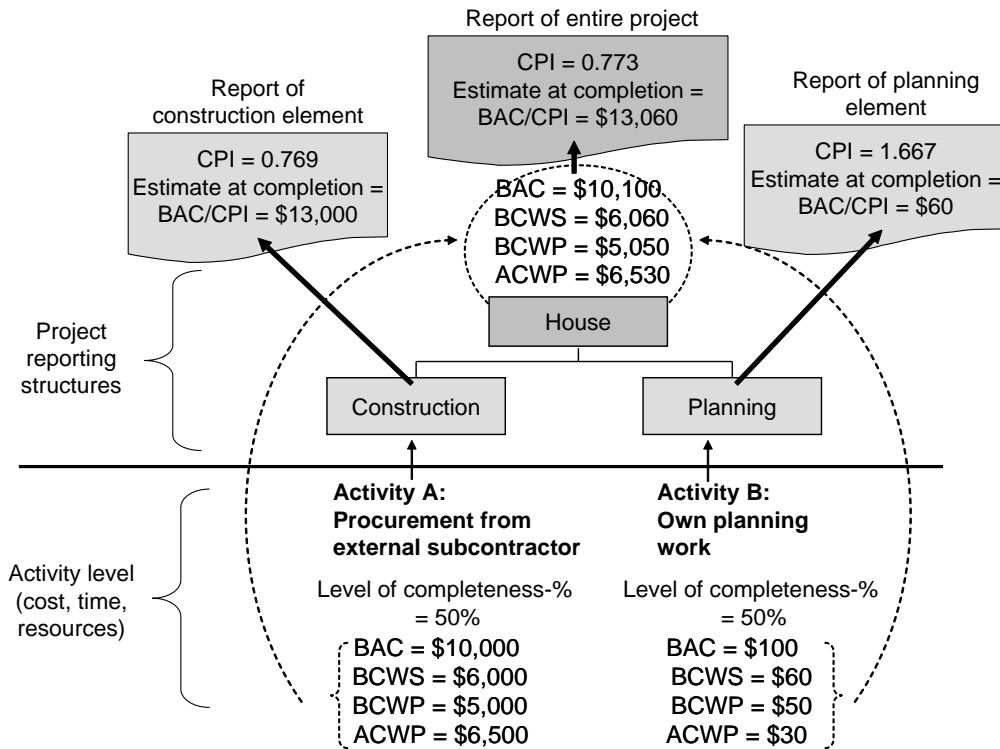 Report of entire project
CPI = 0.773
Estimate at completion =
BAC/CPI = $13,060
Report of
construction element
CPI = 0.769
Estimate at completion =
BAC/CPI = $13,000
Report of planning
element
CPI = 1.667
Estimate at completion =
BAC/CPI = $60
BAC = $10,100
BCWS = $6,060
BCWP = $5,050
ACWP = $6,530
House
Project
reporting
structures
Construction
Planning
Activity A:
Procurement from
external subcontractor
Activity B:
Own planning
work
Activity level
(cost, time,
resources)
Level of completeness-%
= 50%
BAC = $10,000
BCWS = $6,000
BCWP = $5,000
ACWP = $6,500
Level of completeness-%
= 50%
BAC = $100
BCWS = $60
BCWP = $50
ACWP = $30